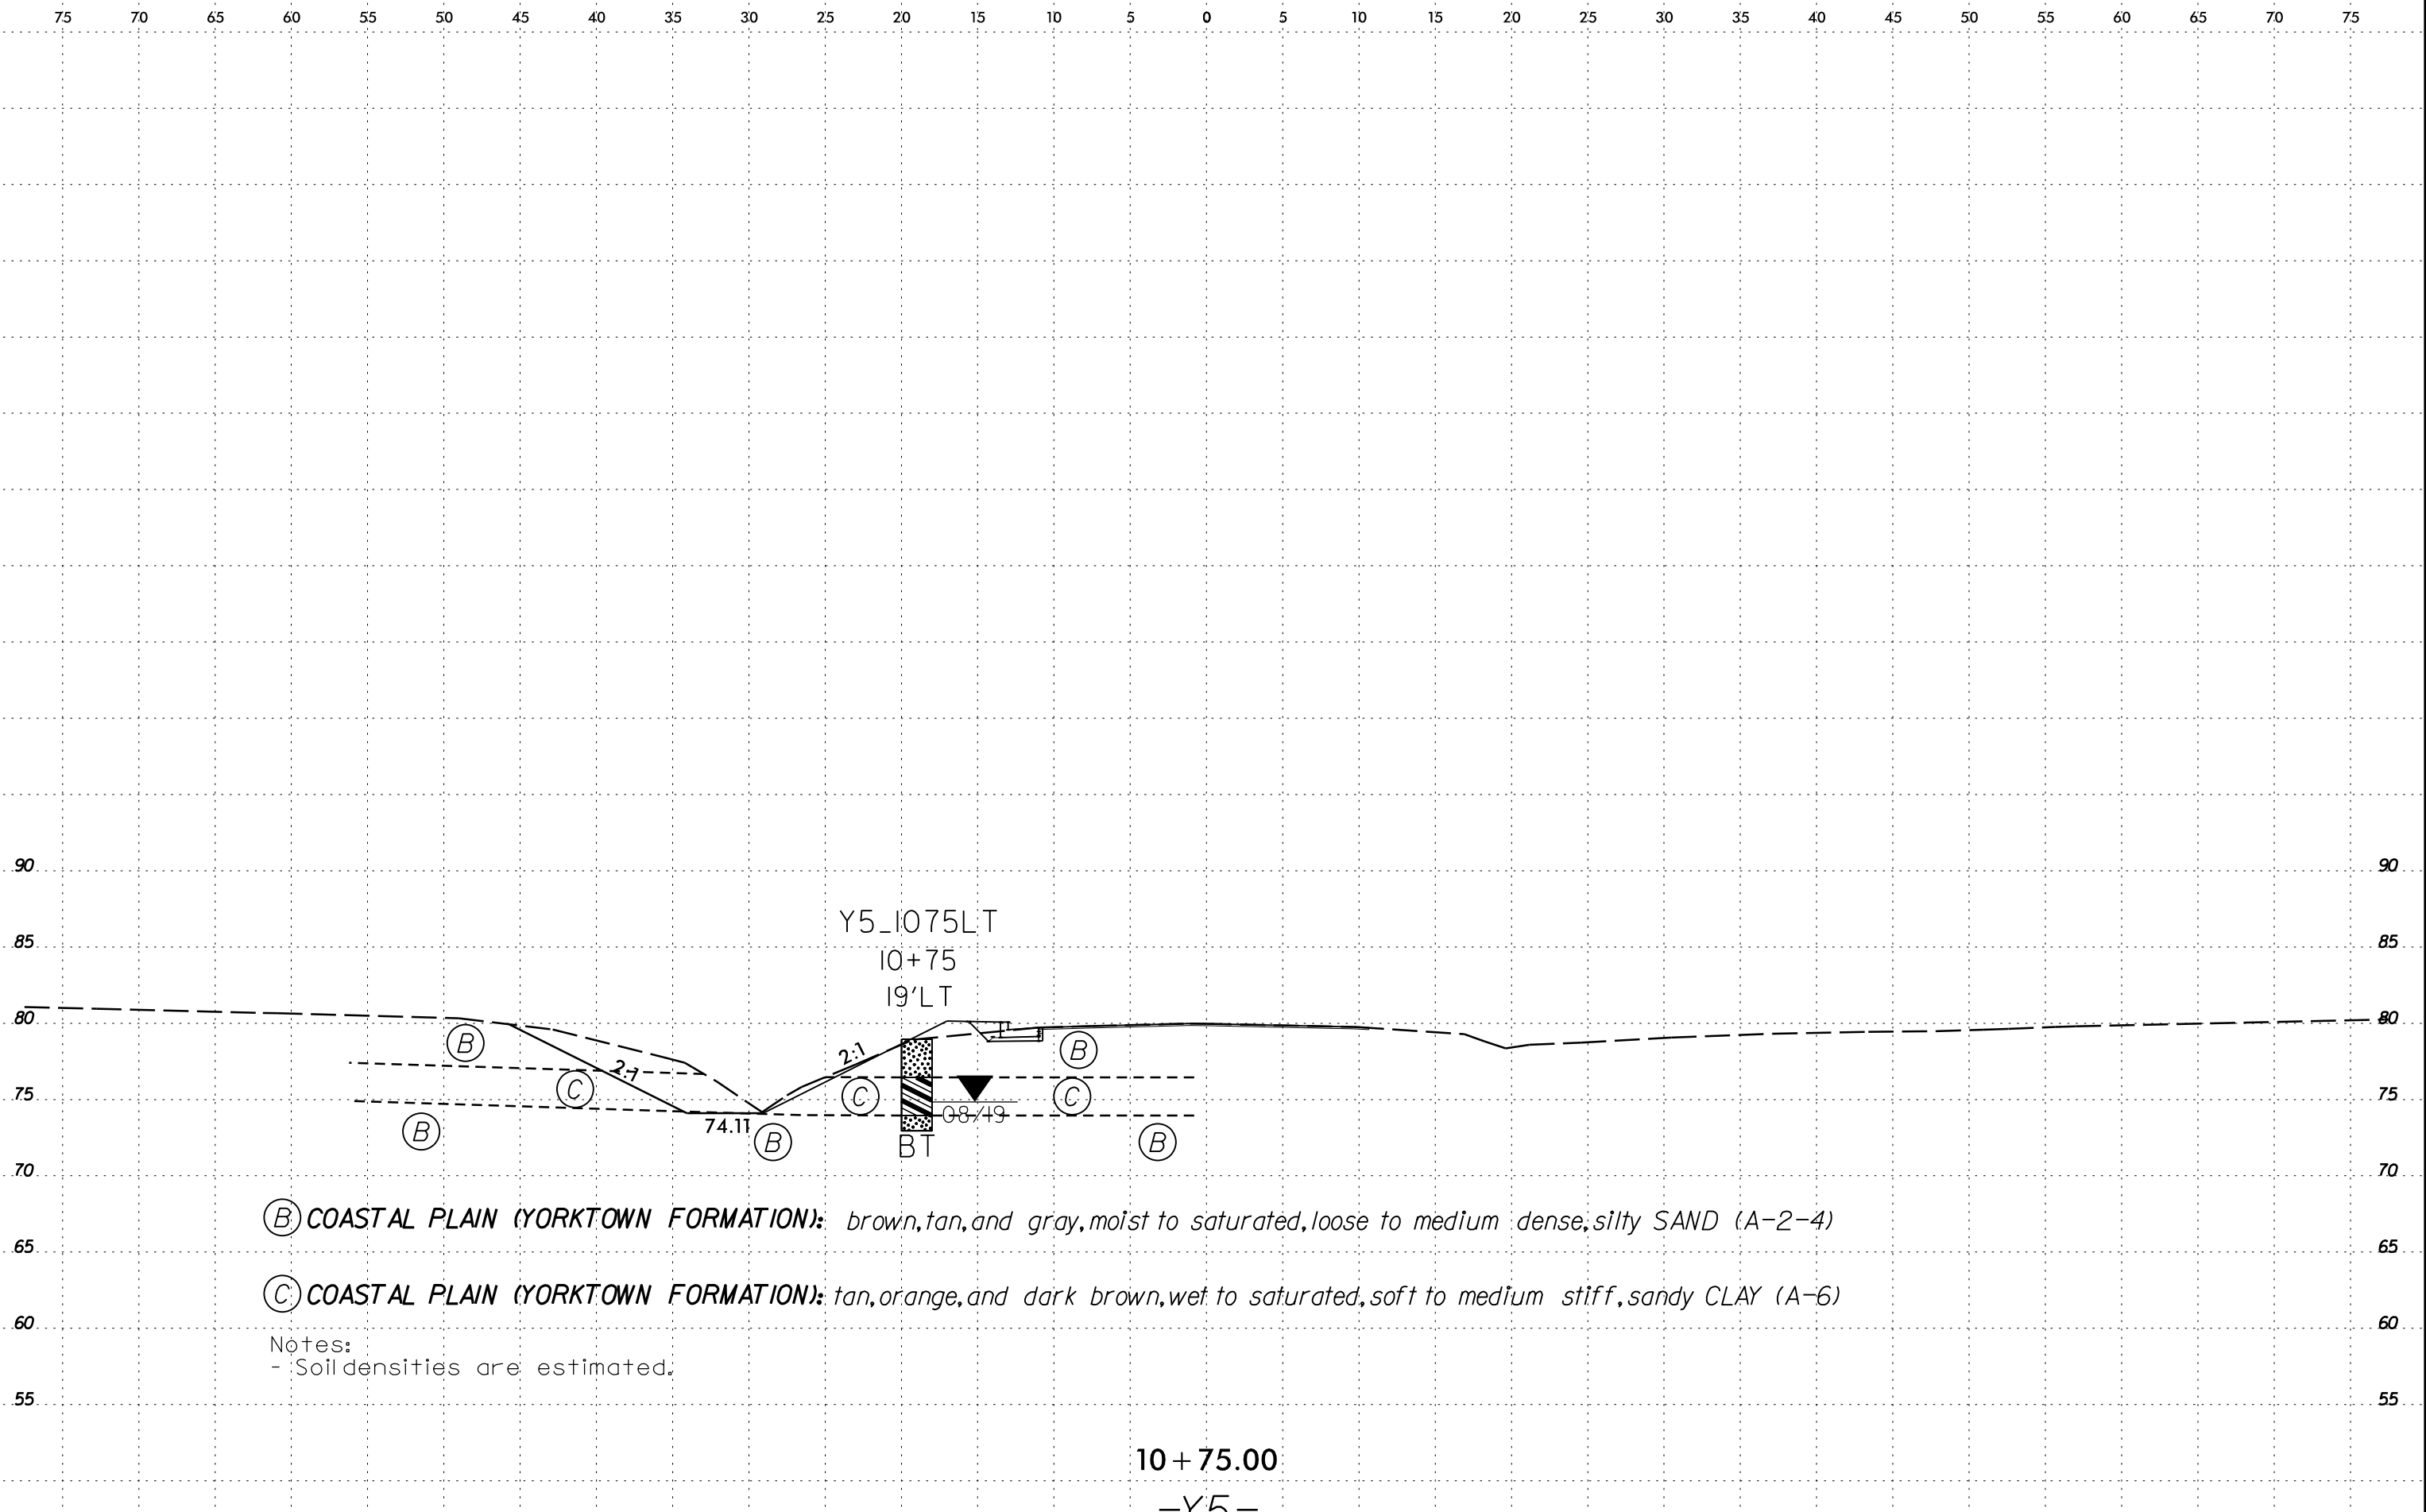 75 70 65 60 55 50 45 40 35 30 25 20 15 10 5 0 5 10 15 20 25 30 35 40 45 50 55 60 65 70 75
90 90
Y5_1075LT
85 85
10+75
19'LT
80 80
B 2:1 B
2:1
C C C
75 75
08/19
74.11
B B BT B
70 70
B COASTAL PLAIN (YORKTOWN FORMATION): brown, tan, and gray, moist to saturated, loose to medium dense, silty SAND (A-2-4)
65 65
C COASTAL PLAIN (YORKTOWN FORMATION): tan, orange, and dark brown, wet to saturated, soft to medium stiff, sandy CLAY (A-6)
60 60
Notes:
- Soil densities are estimated.
55 55
10+75.00
-Y5-